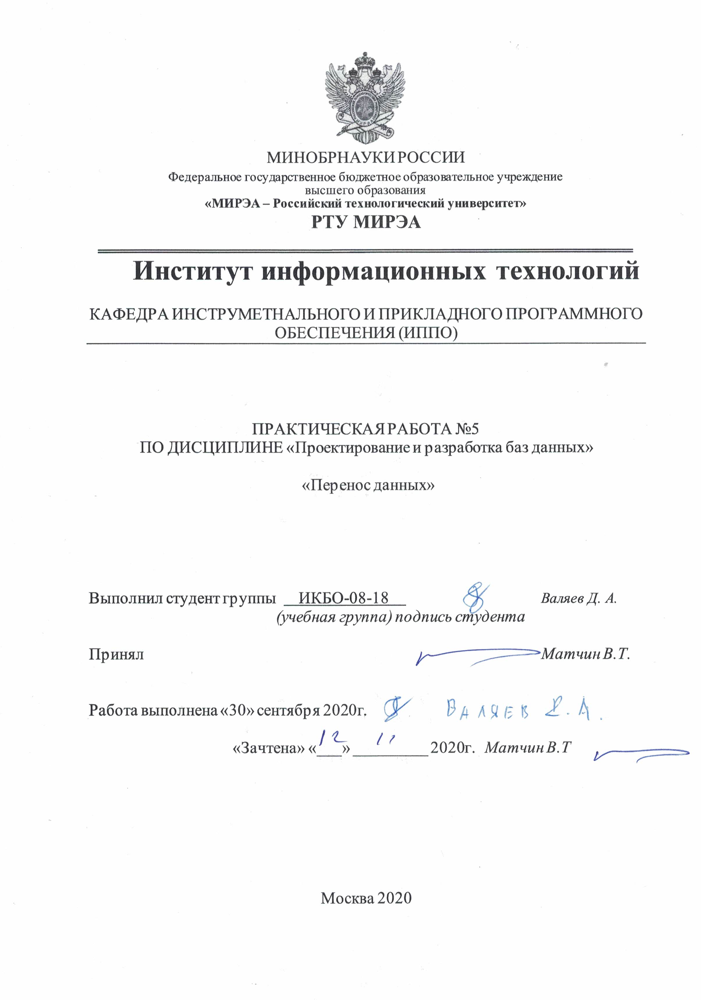 МИНОБРНАУКИ РОССИИ
Федеральное государственное бюджетное образовательное учреждение
высшего образования
«МИРЭА – Российский технологический университет»
РТУ МИРЭА
Институт информационных технологий
КАФЕДРА ИНСТРУМЕТНАЛЬНОГО И ПРИКЛАДНОГО ПРОГРАММНОГО
ОБЕСПЕЧЕНИЯ (ИППО)
ПРАКТИЧЕСКАЯ РАБОТА №5
ПО ДИСЦИПЛИНЕ «Проектирование и разработка баз данных»
«Перенос данных»
Выполнил студент группы ИКБО-08-18 Валяев Д. А.
(учебная группа) подпись студента
Принял Матчин В.Т.
Работа выполнена «30» сентября 2020г. Валяев Д.А.
«Зачтена» «12» 11 2020г. Матчин В.Т
Москва 2020